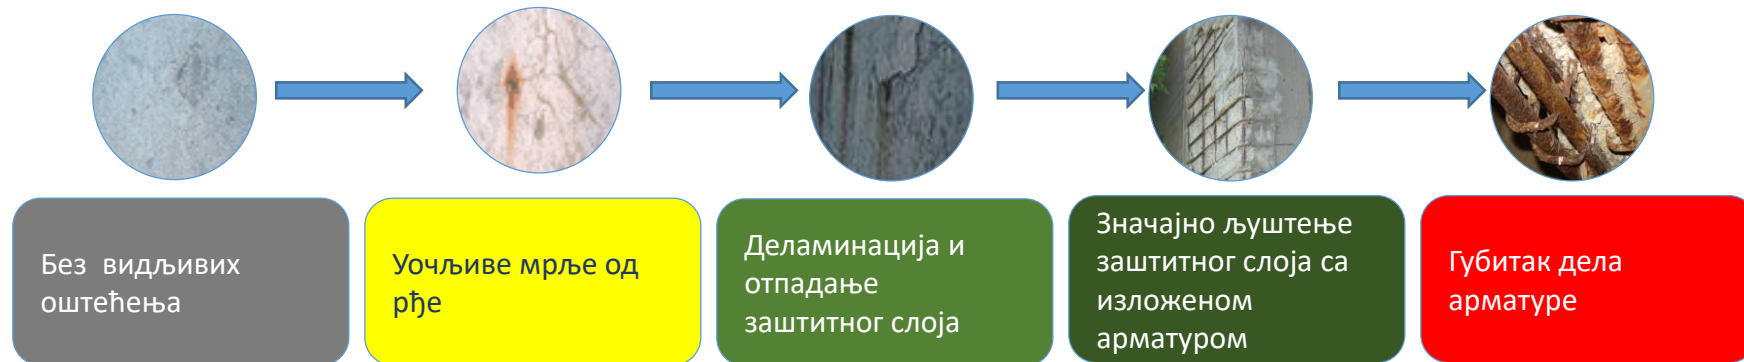 Без видљивих
оштећења
Уочљиве мрље од
рђе
Деламинација и
отпадање
заштитног слоја
Значајно љуштење
заштитног слоја са
изложеном
арматуром
Губитак дела
арматуре